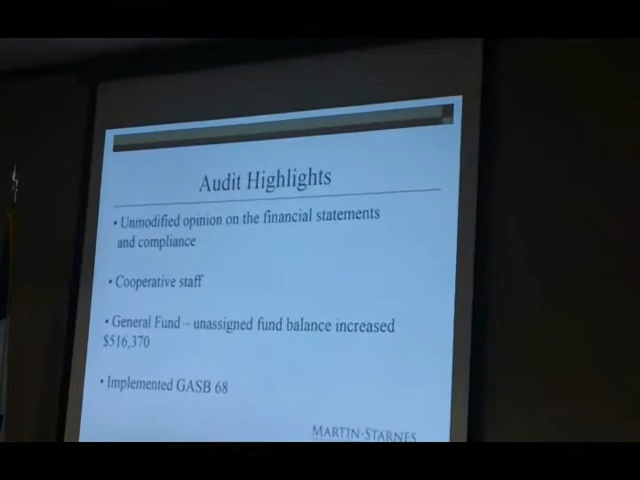 Audit Highlights
• Unmodified opinion on the financial statements
and compliance
• Cooperative staff
• General Fund – unassigned fund balance increased
$516,370
• Implemented GASB 68
MARTIN·STARNES